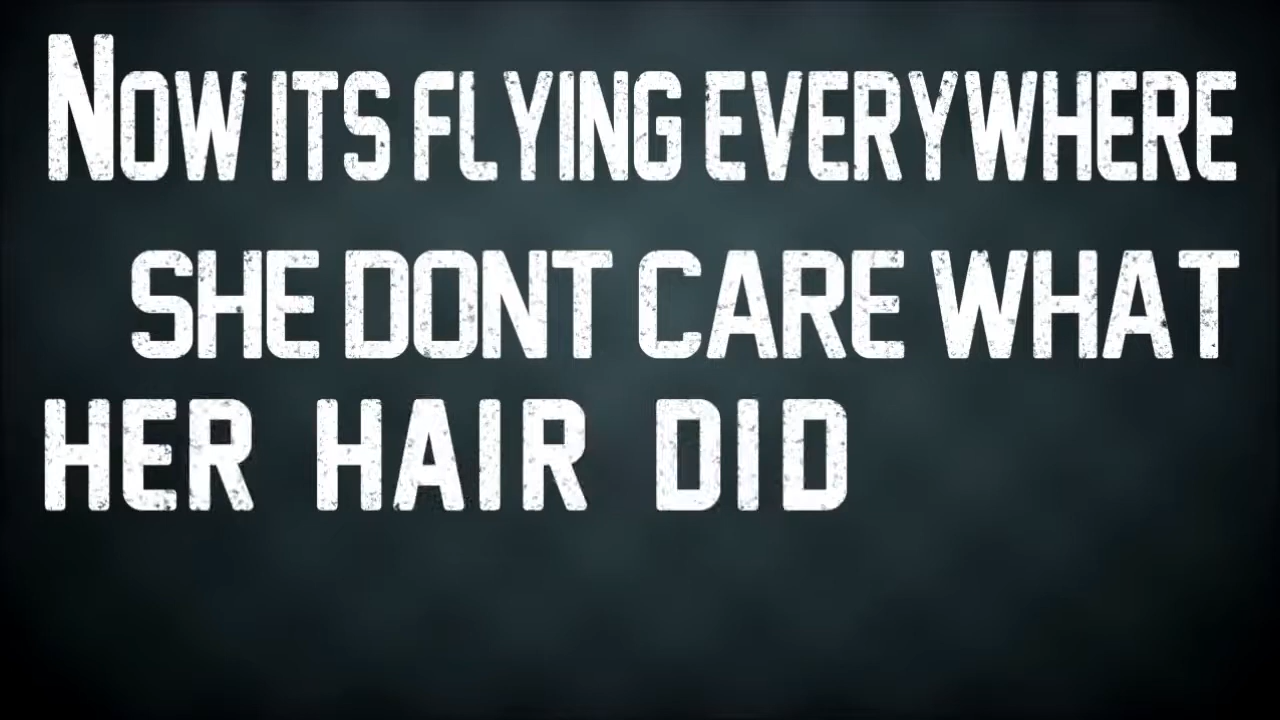 NOW ITS FLYING EVERYWHERE
SHE DONT CARE WHAT
HER HAIR DID